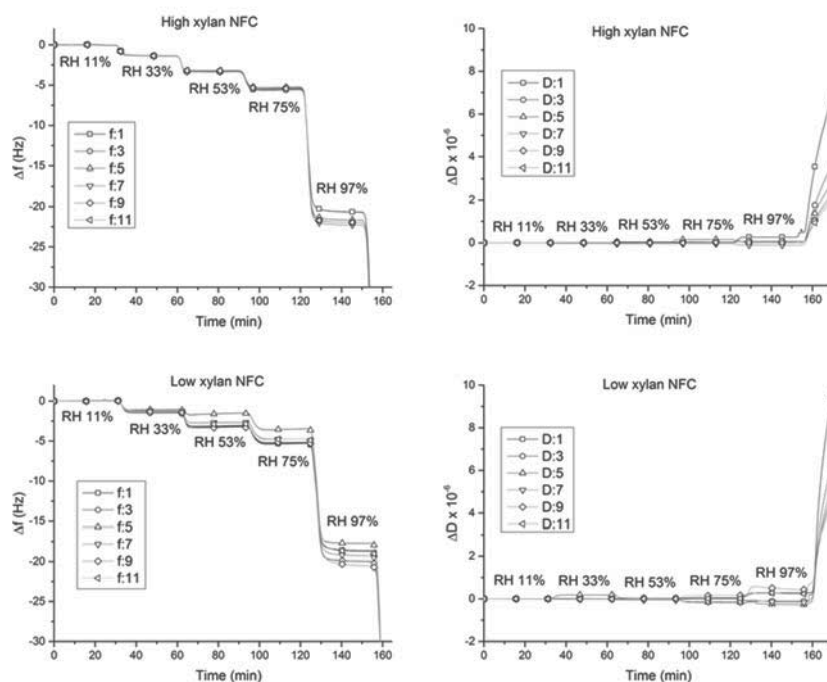 High xylan NFC
0
-5
-10
-15
-20
-25
-30
Δf (Hz)
RH 11%
RH 33%
RH 53%
RH 75%
RH 97%
f:1
f:3
f:5
f:7
f:9
f:11
0 20 40 60 80 100 120 140 160
Time (min)
High xylan NFC
10
8
6
4
2
0
-2
ΔD x 10⁻⁶
D:1
D:3
D:5
D:7
D:9
D:11
RH 11% RH 33% RH 53% RH 75% RH 97%
0 20 40 60 80 100 120 140 160
Time (min)
Low xylan NFC
0
-5
-10
-15
-20
-25
-30
Δf (Hz)
RH 11%
RH 33%
RH 53%
RH 75%
RH 97%
f:1
f:3
f:5
f:7
f:9
f:11
0 20 40 60 80 100 120 140 160
Time (min)
Low xylan NFC
10
8
6
4
2
0
-2
ΔD x 10⁻⁶
D:1
D:3
D:5
D:7
D:9
D:11
RH 11% RH 33% RH 53% RH 75% RH 97%
0 20 40 60 80 100 120 140 160
Time (min)